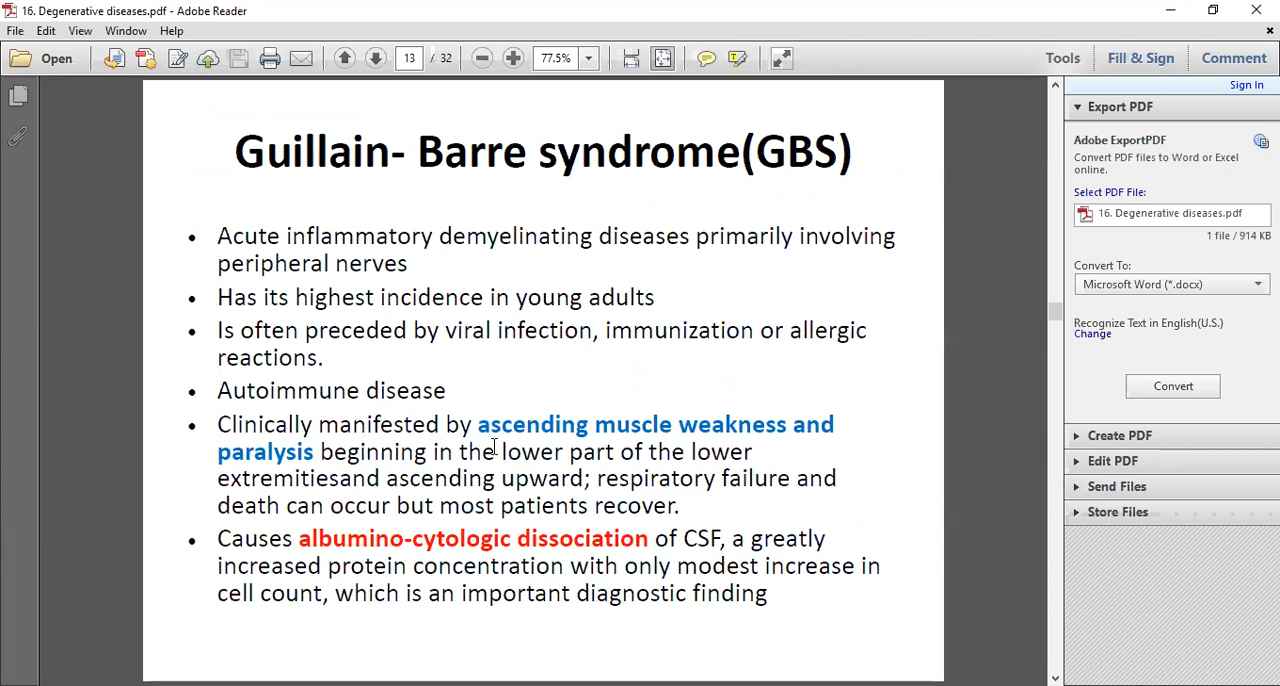 16. Degenerative diseases.pdf - Adobe Reader
File Edit View Window Help
Open 13 / 32 77.5% Tools Fill & Sign Comment
Sign In
Guillain- Barre syndrome(GBS)
• Acute inflammatory demyelinating diseases primarily involving
peripheral nerves
• Has its highest incidence in young adults
• Is often preceded by viral infection, immunization or allergic
reactions.
• Autoimmune disease
• Clinically manifested by ascending muscle weakness and
paralysis beginning in the lower part of the lower
extremitiesand ascending upward; respiratory failure and
death can occur but most patients recover.
• Causes albumino-cytologic dissociation of CSF, a greatly
increased protein concentration with only modest increase in
cell count, which is an important diagnostic finding
Export PDF
Adobe ExportPDF
Convert PDF files to Word or Excel
online.
Select PDF File:
16. Degenerative diseases.pdf
1 file / 914 KB
Convert To:
Microsoft Word (*.docx)
Recognize Text in English(U.S.)
Change
Convert
Create PDF
Edit PDF
Send Files
Store Files